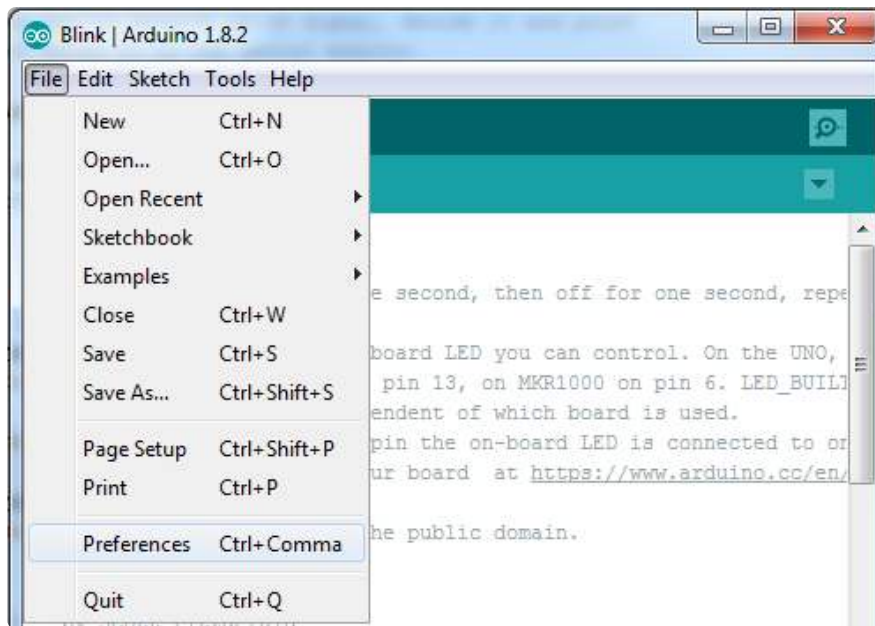 Blink | Arduino 1.8.2
File Edit Sketch Tools Help
New Ctrl+N
Open... Ctrl+O
Open Recent
Sketchbook
Examples
Close Ctrl+W
Save Ctrl+S
Save As... Ctrl+Shift+S
Page Setup Ctrl+Shift+P
Print Ctrl+P
Preferences Ctrl+Comma
Quit Ctrl+Q
e second, then off for one second, repe
board LED you can control. On the UNO,
pin 13, on MKR1000 on pin 6. LED_BUILT
endent of which board is used.
pin the on-board LED is connected to on
ur board at https://www.arduino.cc/en/
he public domain.